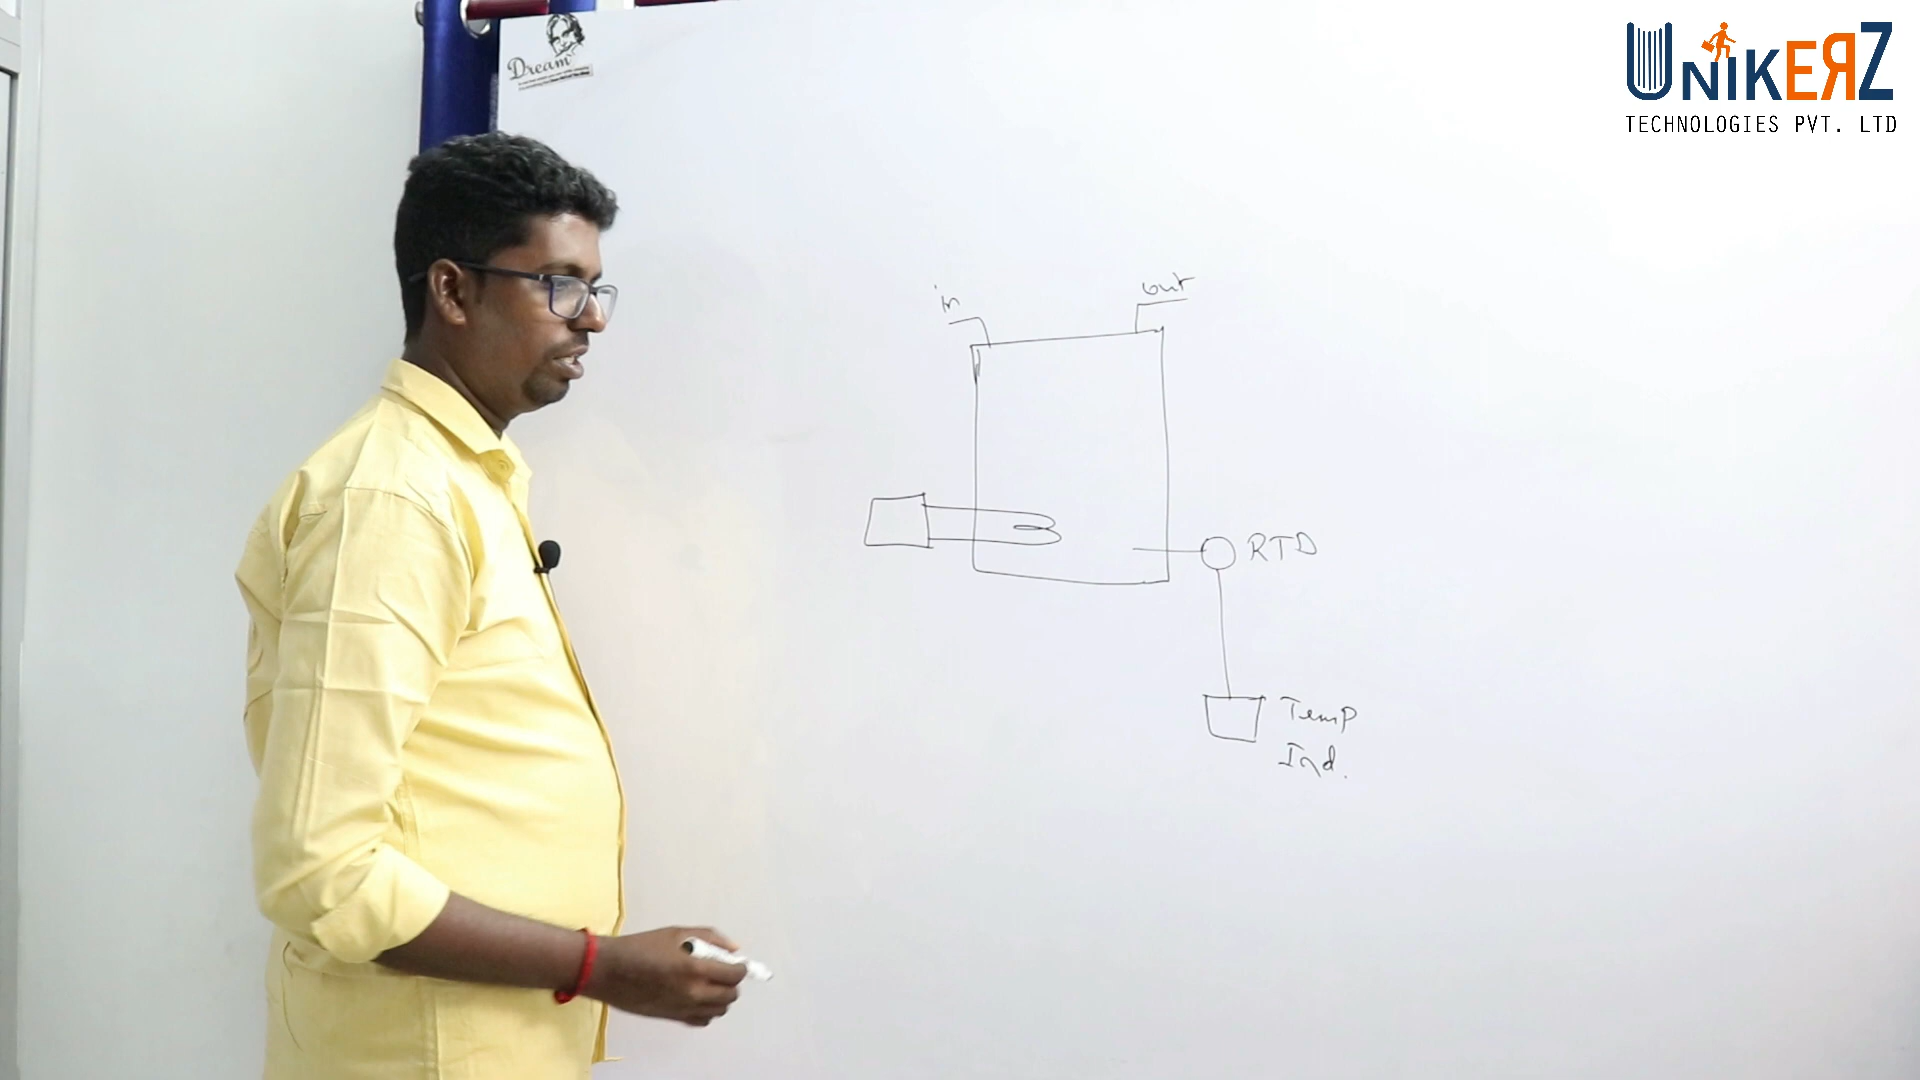 Dream
UNIKERZ
TECHNOLOGIES PVT. LTD
in
out
RTD
Temp
Ind.